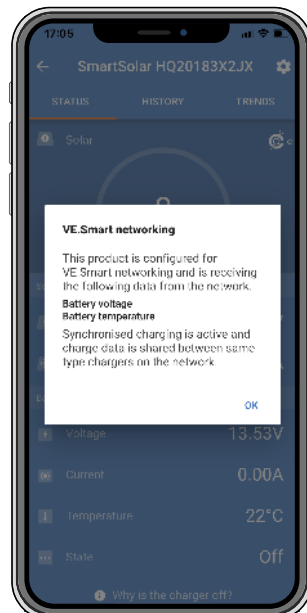 17:05
SmartSolar HQ20183X2JX
STATUS HISTORY TRENDS
Solar
VE.Smart networking
This product is configured for
VE Smart networking and is receiving
the following data from the network.
Battery voltage
Battery temperature
Synchronised charging is active and
charge data is shared between same
type chargers on the network
OK
Voltage 13.53V
Current 0.00A
Temperature 22°C
State Off
Why is the charger off?